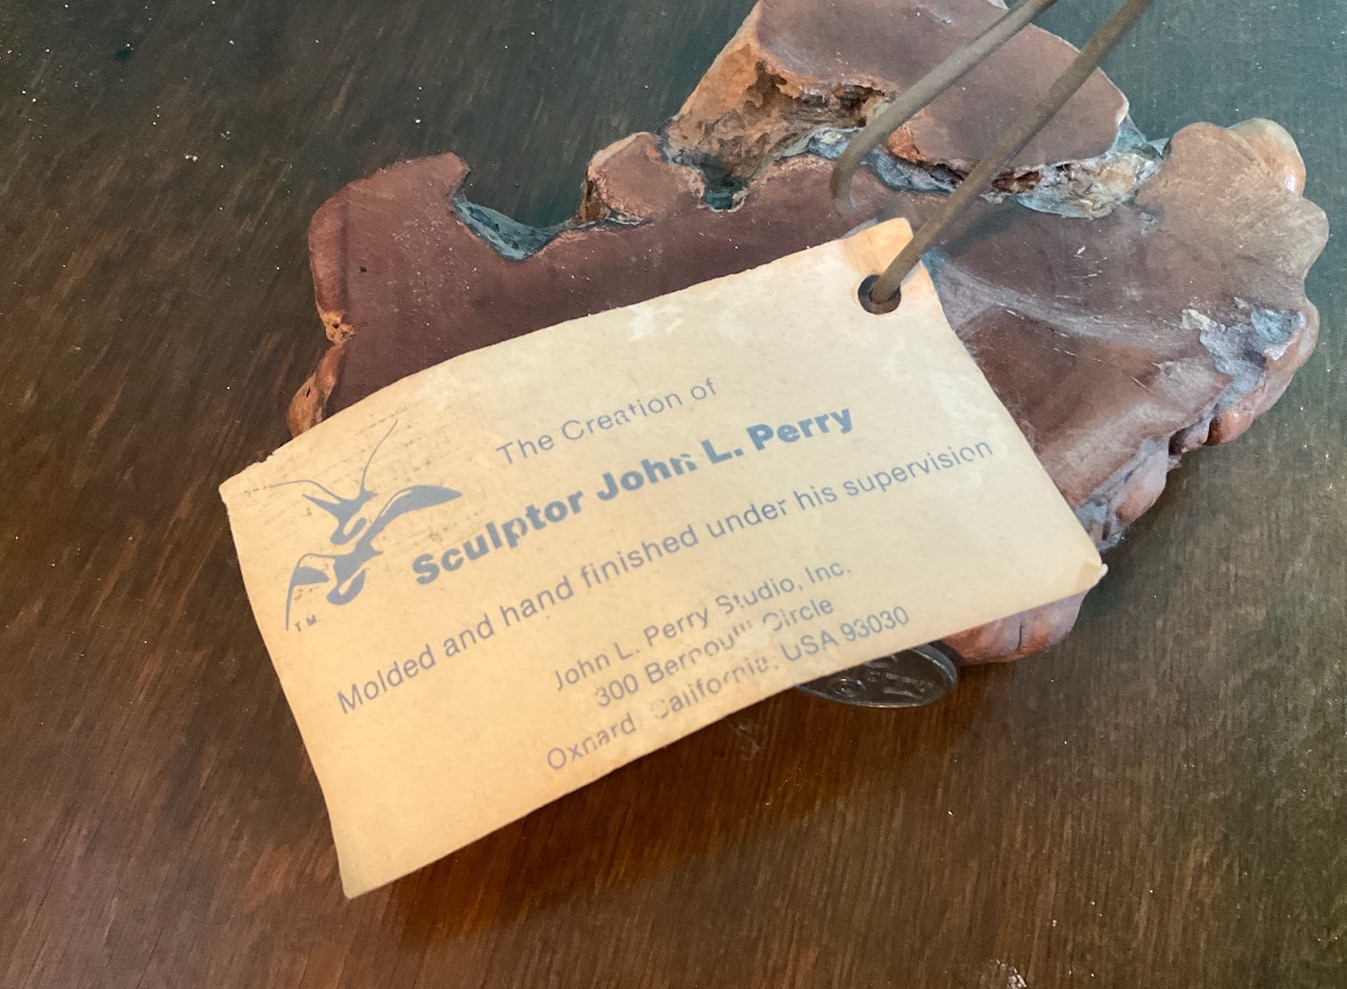 The Creation of
Sculptor John L. Perry
Molded and hand finished under his supervision
John L. Perry Studio, Inc.
300 Bernoulli Circle
Oxnard, California, USA 93030
T.M.